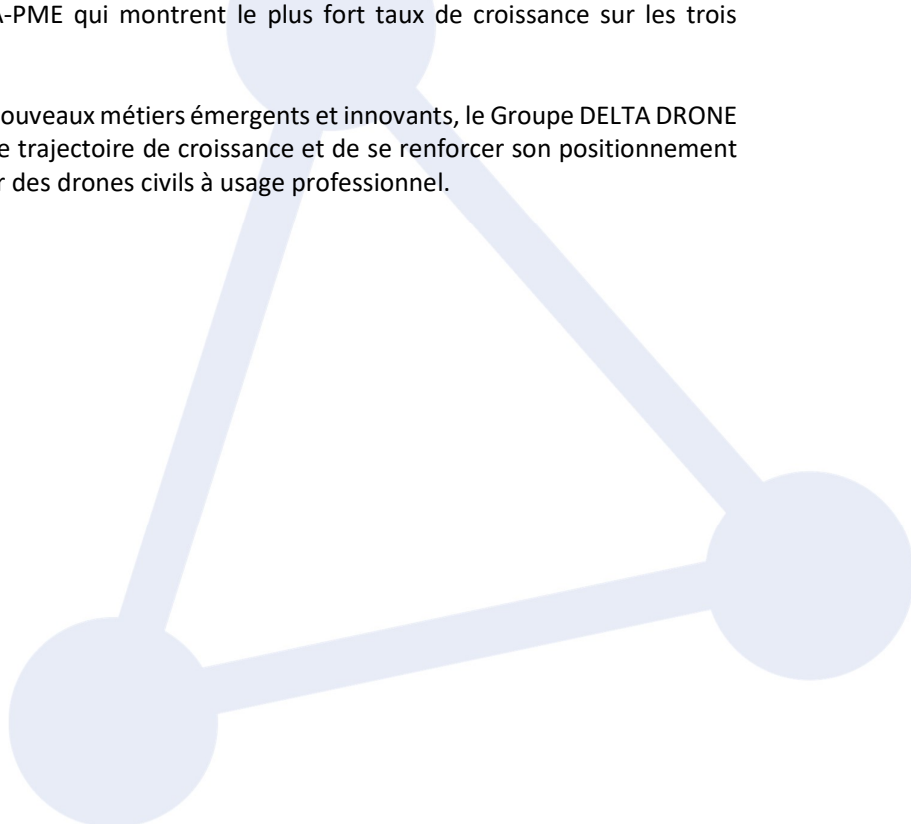 A-PME qui montrent le plus fort taux de croissance sur les trois
ouveaux métiers émergents et innovants, le Groupe DELTA DRONE
e trajectoire de croissance et de se renforcer son positionnement
r des drones civils à usage professionnel.